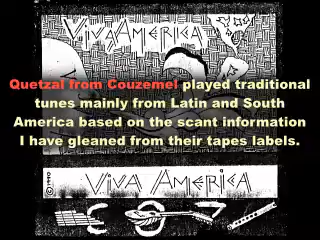 VIVA AMERICA
Quetzal from Couzemel played traditional
tunes mainly from Latin and South
America based on the scant information
I have gleaned from their tapes labels.
© 1990
VIVA AMERICA